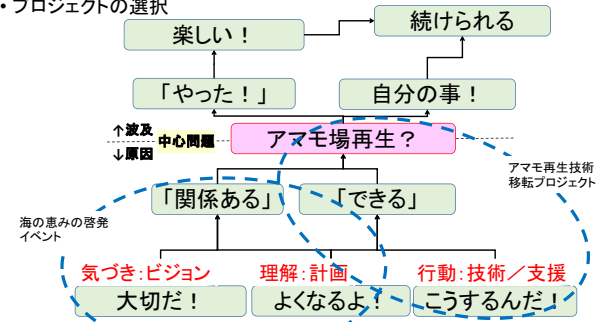 • プロジェクトの選択
楽しい！
続けられる
「やった！」
自分の事！
↑波及
中心問題
↓原因
アマモ場再生？
アマモ再生技術
移転プロジェクト
「関係ある」
「できる」
海の恵みの啓発
イベント
気づき：ビジョン
理解：計画
行動：技術／支援
大切だ！
よくなるよ！
こうするんだ！